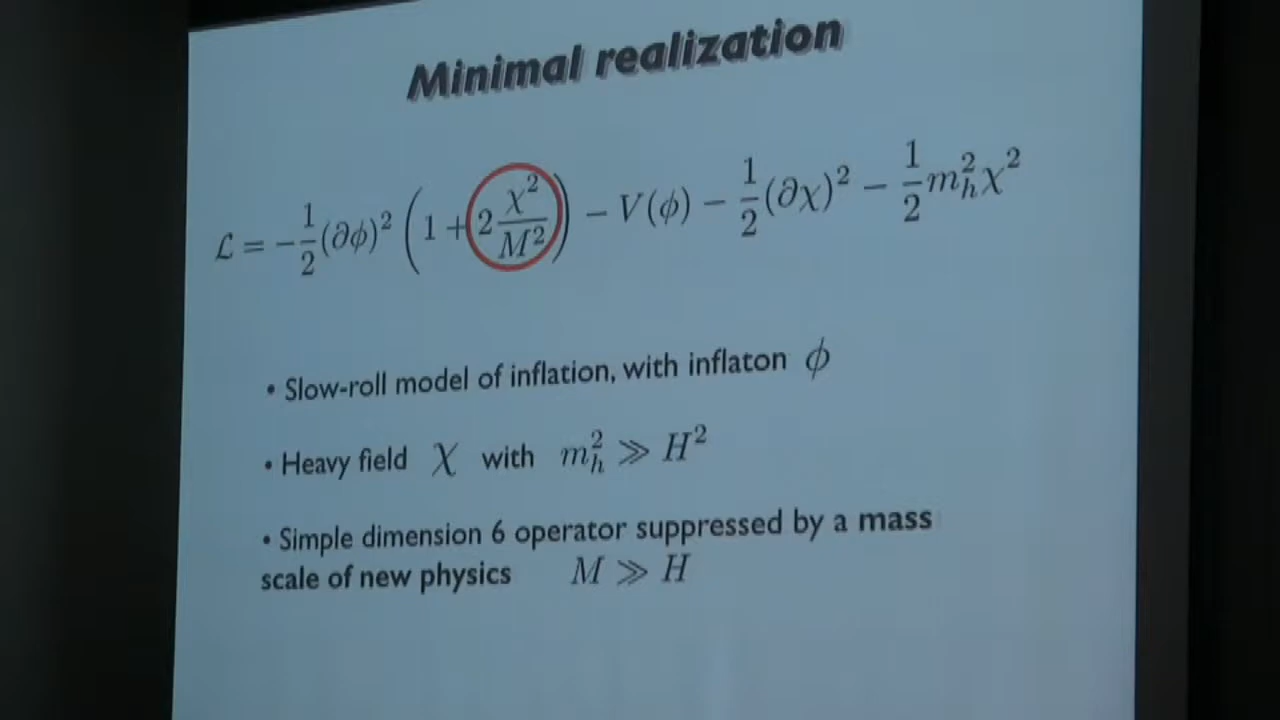 Minimal realization
ℒ = −1/2(∂φ)²(1 + 2χ²/M²) − V(φ) − 1/2(∂χ)² − 1/2m_h²χ²
• Slow-roll model of inflation, with inflaton ϕ
• Heavy field χ with m_h² ≫ H²
• Simple dimension 6 operator suppressed by a mass
scale of new physics M ≫ H